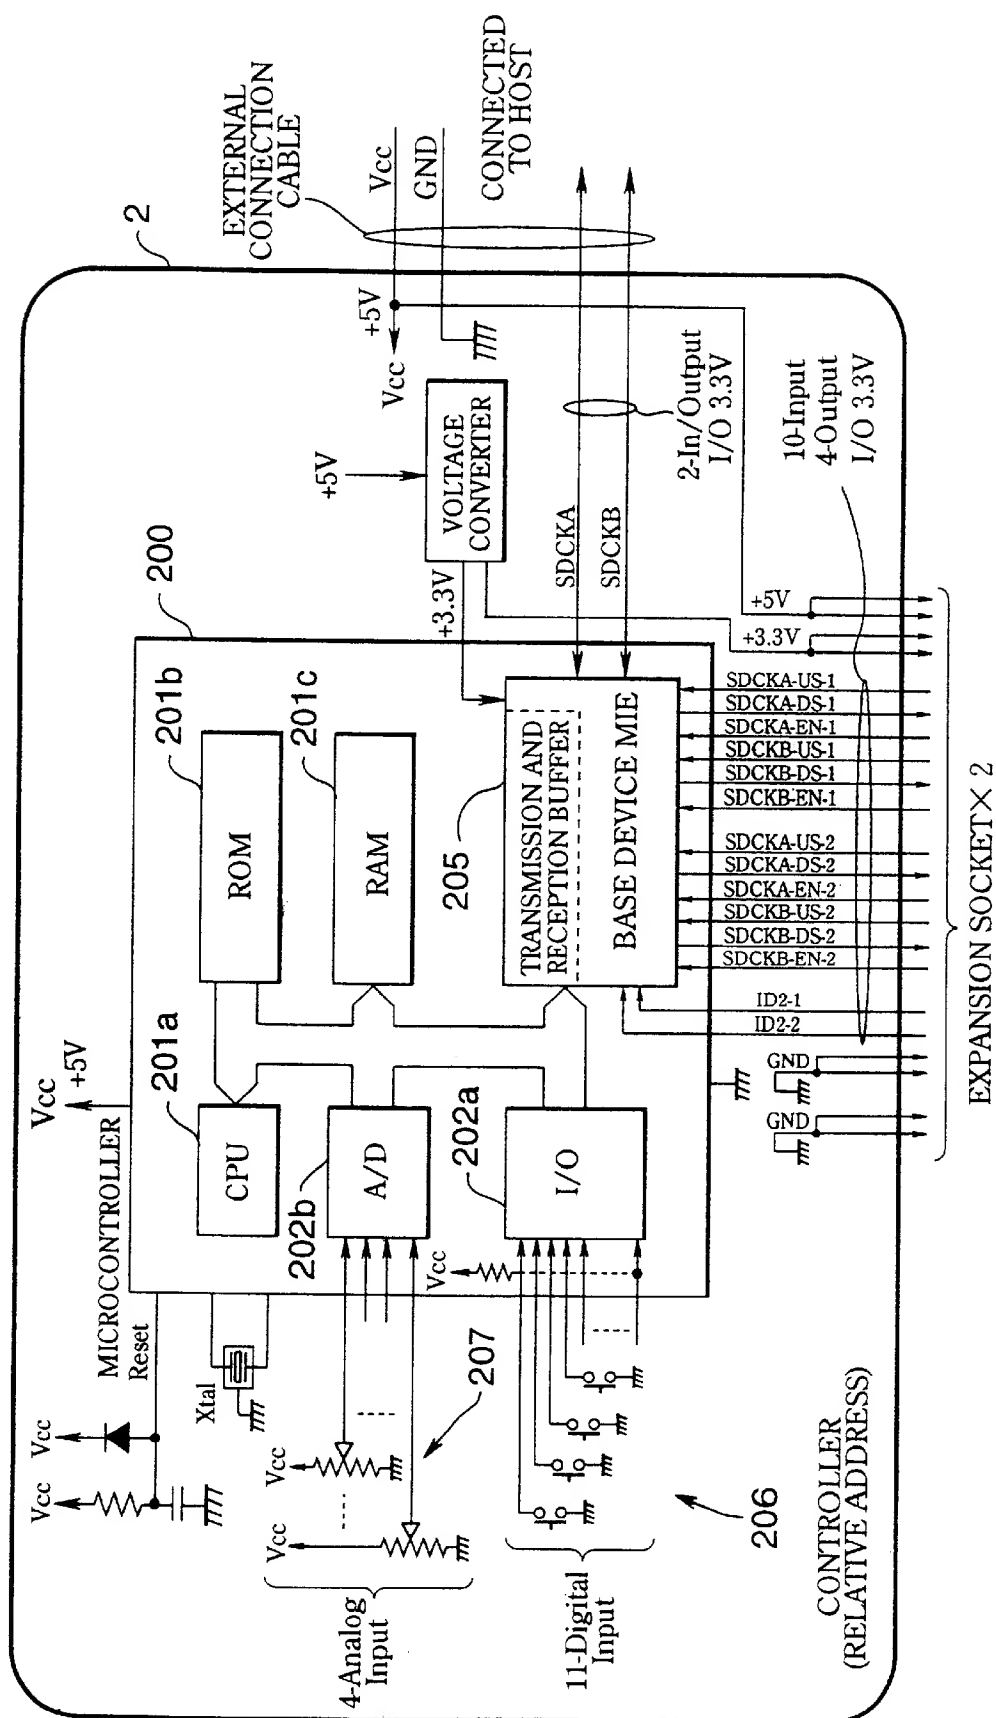 EXTERNAL
CONNECTION
CABLE
2
Vcc
GND
CONNECTED
TO HOST
+5V
Vcc
+5V
VOLTAGE
CONVERTER
+3.3V
200
SDCKA
SDCKB
2-In/Output
I/O 3.3V
10-Input
4-Output
I/O 3.3V
+5V
+3.3V
201b
ROM
201c
RAM
205
TRANSMISSION AND
RECEPTION BUFFER
BASE DEVICE MIE
SDCKA-US-1
SDCKA-DS-1
SDCKA-EN-1
SDCKB-US-1
SDCKB-DS-1
SDCKB-EN-1
SDCKA-US-2
SDCKA-DS-2
SDCKA-EN-2
SDCKB-US-2
SDCKB-DS-2
SDCKB-EN-2
ID2-1
ID2-2
GND
GND
EXPANSION SOCKET× 2
Vcc
+5V
MICROCONTROLLER
201a
CPU
202b
A/D
202a
I/O
Vcc
Reset
Xtal
Vcc
Vcc
Vcc
Vcc
207
206
4-Analog
Input
11-Digital
Input
CONTROLLER
(RELATIVE ADDRESS)